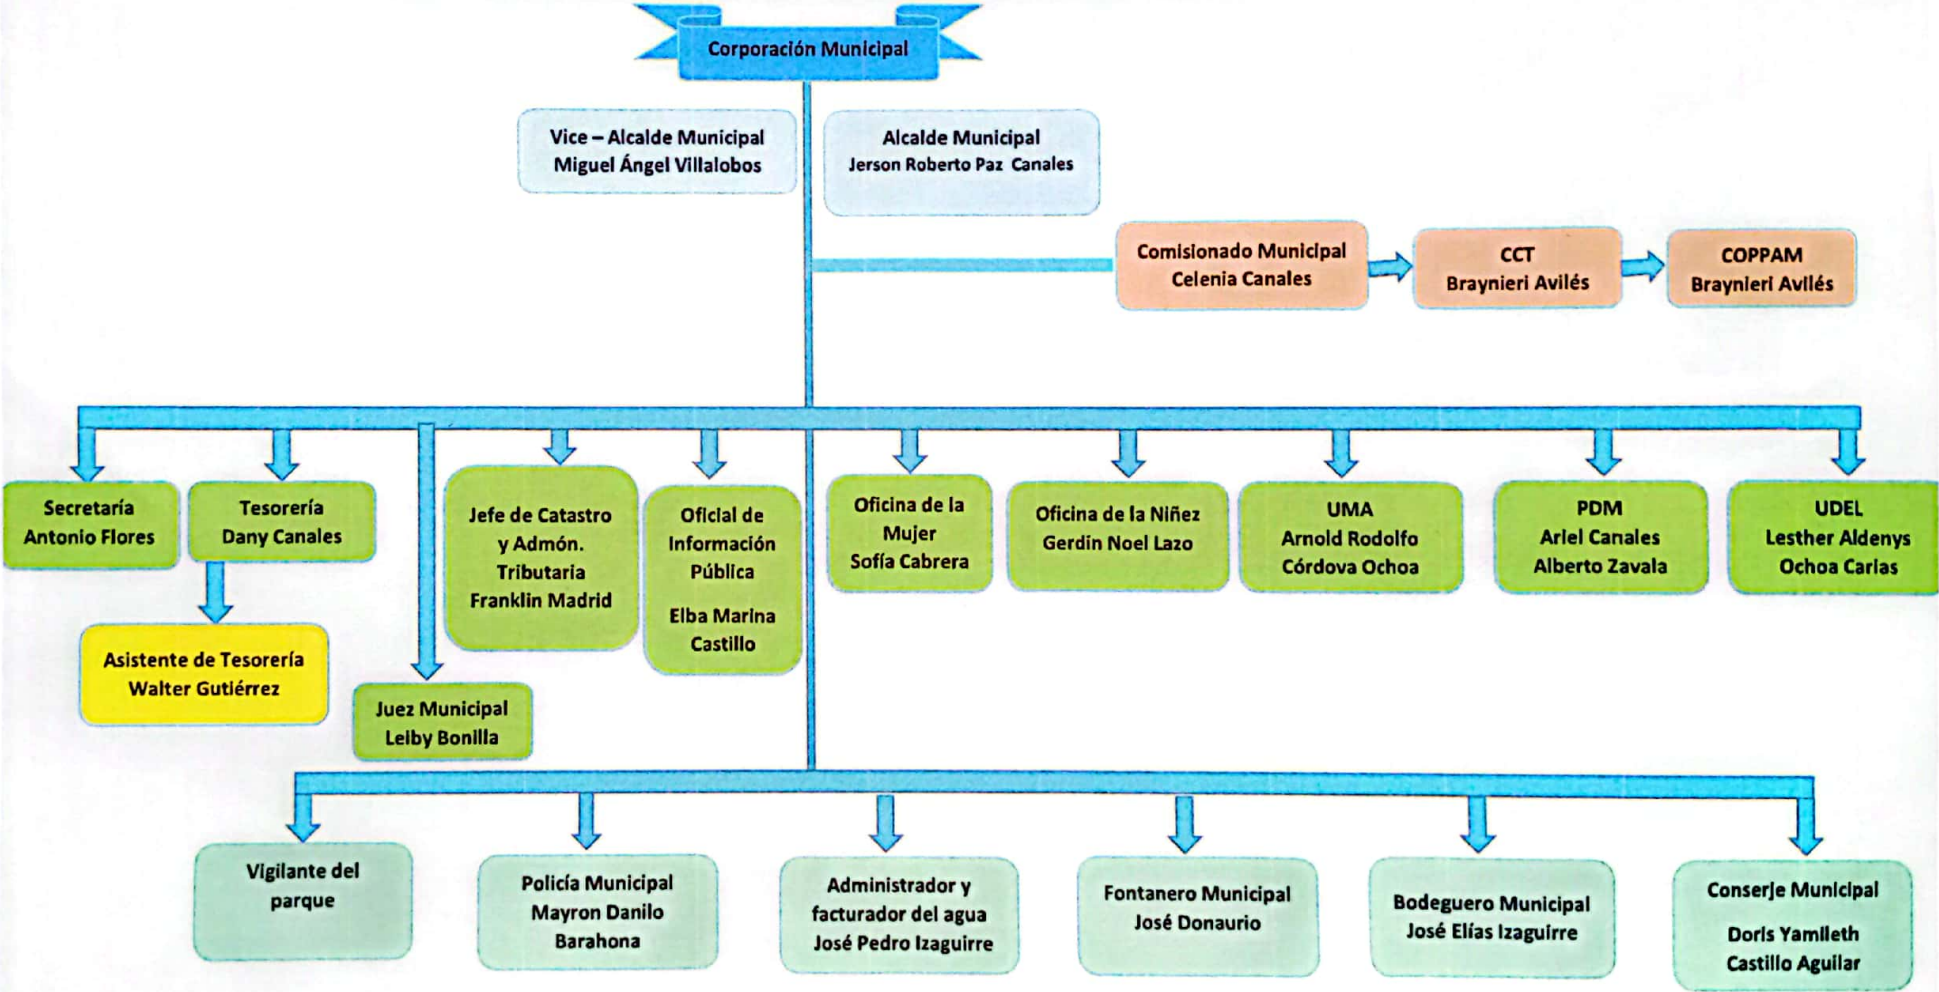 Corporación Municipal
Vice – Alcalde Municipal
Miguel Ángel Villalobos
Alcalde Municipal
Jerson Roberto Paz Canales
Comisionado Municipal
Celenia Canales
CCT
Braynieri Avilés
COPPAM
Braynieri Avilés
Secretaría
Antonio Flores
Tesorería
Dany Canales
Jefe de Catastro
y Admón.
Tributaria
Franklin Madrid
Oficial de
Información
Pública
Elba Marina
Castillo
Oficina de la
Mujer
Sofía Cabrera
Oficina de la Niñez
Gerdin Noel Lazo
UMA
Arnold Rodolfo
Córdova Ochoa
PDM
Ariel Canales
Alberto Zavala
UDEL
Lesther Aldenys
Ochoa Carias
Asistente de Tesorería
Walter Gutiérrez
Juez Municipal
Leiby Bonilla
Vigilante del
parque
Policía Municipal
Mayron Danilo
Barahona
Administrador y
facturador del agua
José Pedro Izaguirre
Fontanero Municipal
José Donaurio
Bodeguero Municipal
José Elías Izaguirre
Conserje Municipal
Doris Yamileth
Castillo Aguilar